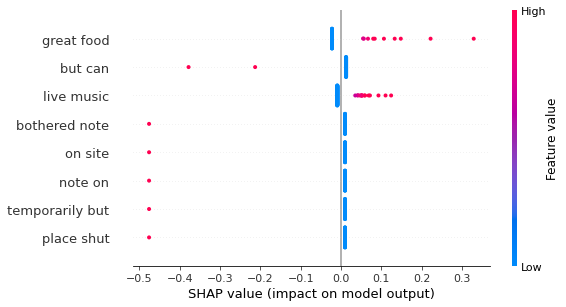 High
great food
but can
live music
bothered note
on site
note on
temporarily but
place shut
Feature value
Low
−0.5 −0.4 −0.3 −0.2 −0.1 0.0 0.1 0.2 0.3
SHAP value (impact on model output)